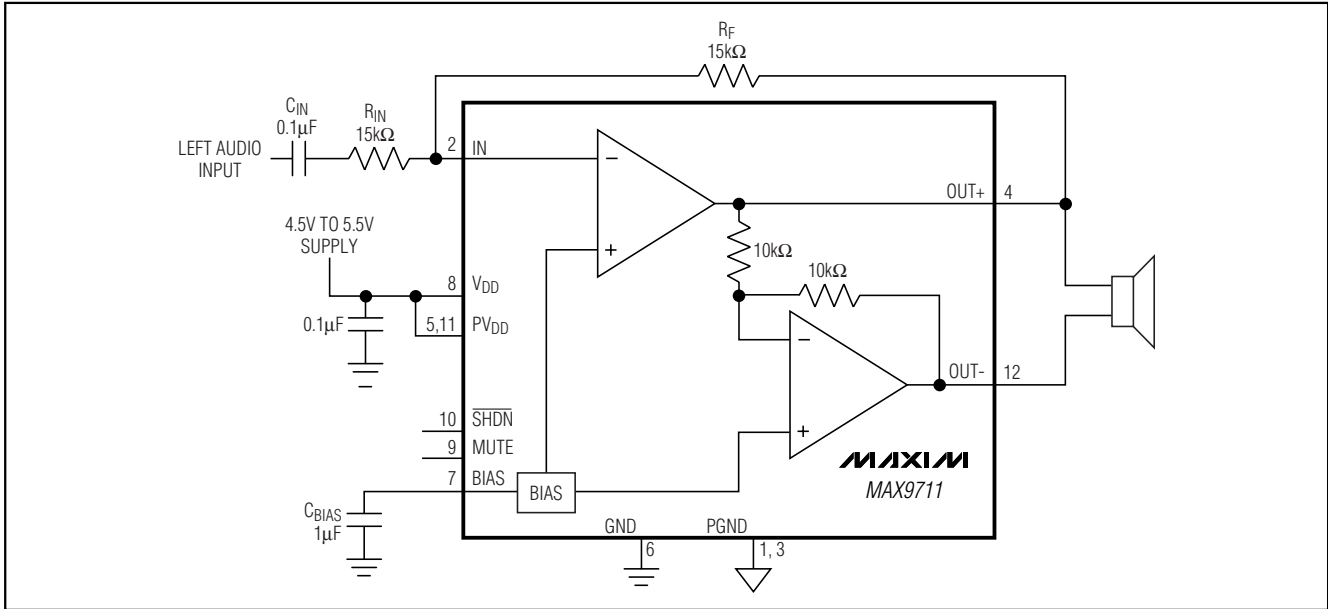 RF
15kΩ
CIN
0.1µF
RIN
15kΩ
LEFT AUDIO
INPUT
2
IN
−
+
OUT+
4
4.5V TO 5.5V
SUPPLY
10kΩ
10kΩ
8
VDD
0.1µF
5,11
PVDD
−
+
OUT-
12
10
SHDN
9
MUTE
7
BIAS
BIAS
CBIAS
1µF
MAXIM
MAX9711
GND
PGND
6
1, 3